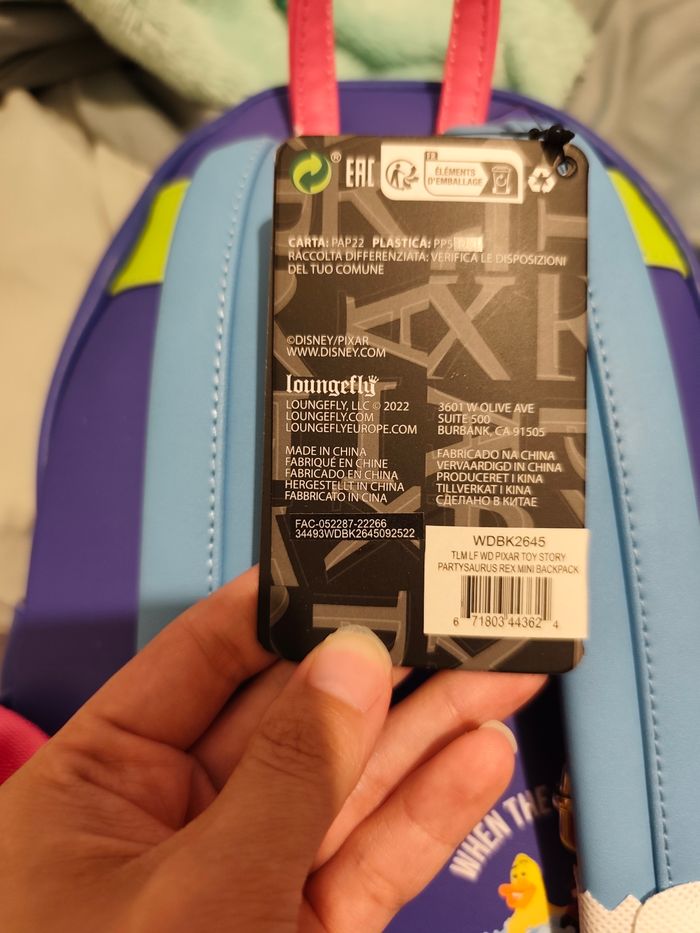 ® EAC FR
ÉLÉMENTS
D'EMBALLAGE
CARTA: PAP22 PLASTICA: PP5
RACCOLTA DIFFERENZIATA: VERIFICA LE DISPOSIZIONI
DEL TUO COMUNE
©DISNEY/PIXAR
WWW.DISNEY.COM
loungefly
LOUNGEFLY, LLC © 2022
LOUNGEFLY.COM
LOUNGEFLYEUROPE.COM
3601 W OLIVE AVE
SUITE 500
BURBANK, CA 91505
MADE IN CHINA
FABRIQUÉ EN CHINE
FABRICADO EN CHINA
HERGESTELLT IN CHINA
FABBRICATO IN CINA
FABRICADO NA CHINA
VERVAARDIGD IN CHINA
PRODUCERET I KINA
TILLVERKAT I KINA
СДЕЛАНО В КИТАЕ
FAC-052287-22266
34493WDBK2645092522
WDBK2645
TLM LF WD PIXAR TOY STORY
PARTYSAURUS REX MINI BACKPACK
6 71803 44362 4
WHEN THE